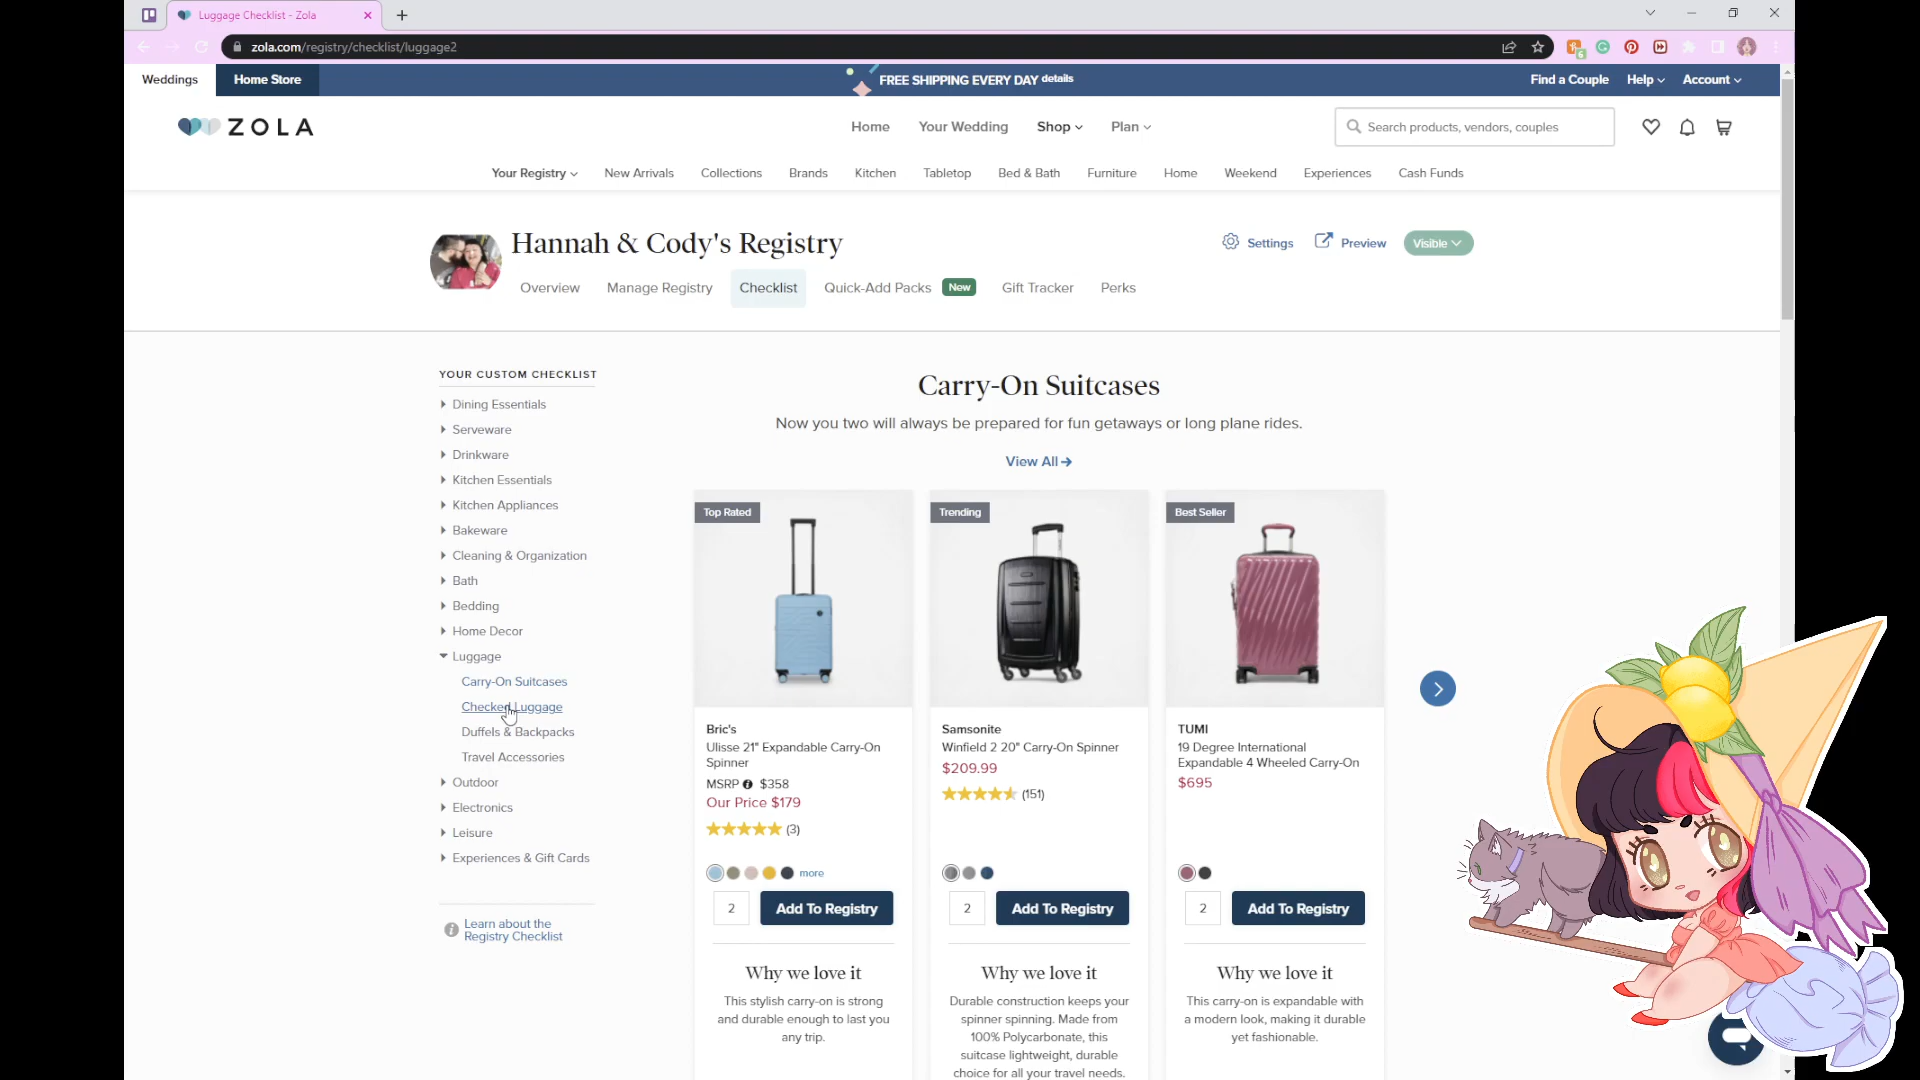 Luggage Checklist - Zola
zola.com/registry/checklist/luggage2
Weddings
Home Store
FREE SHIPPING EVERY DAY details
Find a Couple
Help
Account
ZOLA
Home
Your Wedding
Shop
Plan
Search products, vendors, couples
Your Registry
New Arrivals
Collections
Brands
Kitchen
Tabletop
Bed & Bath
Furniture
Home
Weekend
Experiences
Cash Funds
Hannah & Cody's Registry
Settings
Preview
Visible
Overview
Manage Registry
Checklist
Quick-Add Packs
New
Gift Tracker
Perks
YOUR CUSTOM CHECKLIST
Dining Essentials
Serveware
Drinkware
Kitchen Essentials
Kitchen Appliances
Bakeware
Cleaning & Organization
Bath
Bedding
Home Decor
Luggage
Carry-On Suitcases
Checked Luggage
Duffels & Backpacks
Travel Accessories
Outdoor
Electronics
Leisure
Experiences & Gift Cards
Learn about the
Registry Checklist
Carry-On Suitcases
Now you two will always be prepared for fun getaways or long plane rides.
View All
Top Rated
Bric's
Ulisse 21" Expandable Carry-On
Spinner
MSRP $358
Our Price $179
(3)
more
2
Add To Registry
Why we love it
This stylish carry-on is strong
and durable enough to last you
any trip.
Trending
Samsonite
Winfield 2 20" Carry-On Spinner
$209.99
(151)
2
Add To Registry
Why we love it
Durable construction keeps your
spinner spinning. Made from
100% Polycarbonate, this
suitcase lightweight, durable
choice for all your travel needs.
Best Seller
TUMI
19 Degree International
Expandable 4 Wheeled Carry-On
$695
2
Add To Registry
Why we love it
This carry-on is expandable with
a modern look, making it durable
yet fashionable.